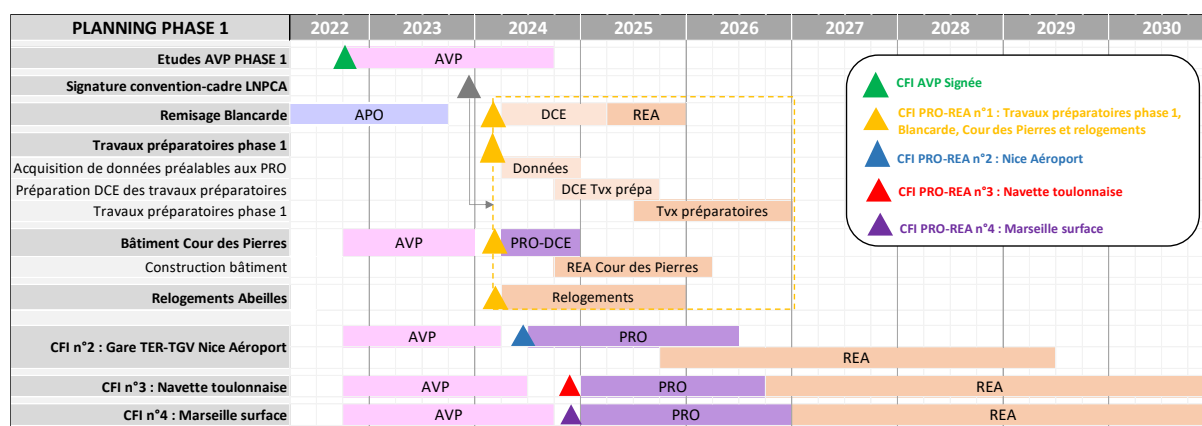 PLANNING PHASE 1 2022 2023 2024 2025 2026 2027 2028 2029 2030
Etudes AVP PHASE 1 AVP
Signature convention-cadre LNPCA
Remisage Blancarde APO DCE REA
Travaux préparatoires phase 1
Acquisition de données préalables aux PRO Données
Préparation DCE des travaux préparatoires DCE Tvx prépa
Travaux préparatoires phase 1 Tvx préparatoires
Bâtiment Cour des Pierres AVP PRO-DCE
Construction bâtiment REA Cour des Pierres
Relogements Abeilles Relogements
CFI n°2 : Gare TER-TGV Nice Aéroport AVP PRO
REA
CFI n°3 : Navette toulonnaise AVP PRO REA
CFI n°4 : Marseille surface AVP PRO REA
CFI AVP Signée
CFI PRO-REA n°1 : Travaux préparatoires phase 1,
Blancarde, Cour des Pierres et relogements
CFI PRO-REA n°2 : Nice Aéroport
CFI PRO-REA n°3 : Navette toulonnaise
CFI PRO-REA n°4 : Marseille surface